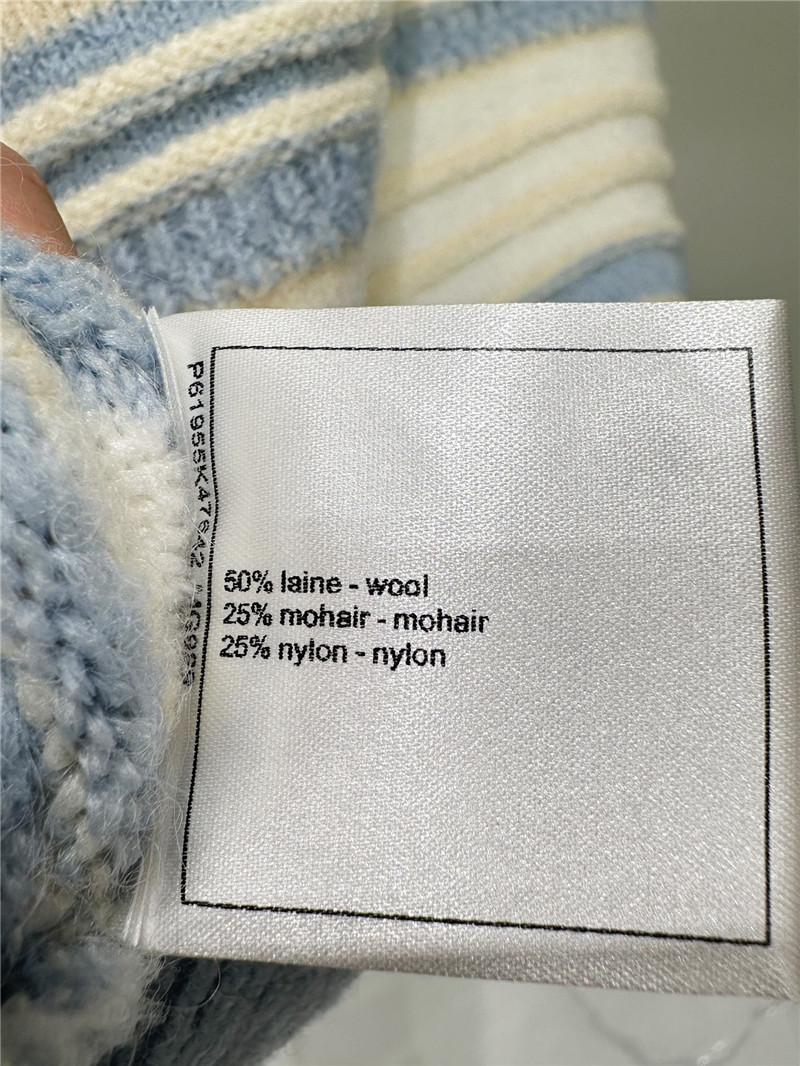 P61955K47642
50% laine - wool
25% mohair - mohair
25% nylon - nylon